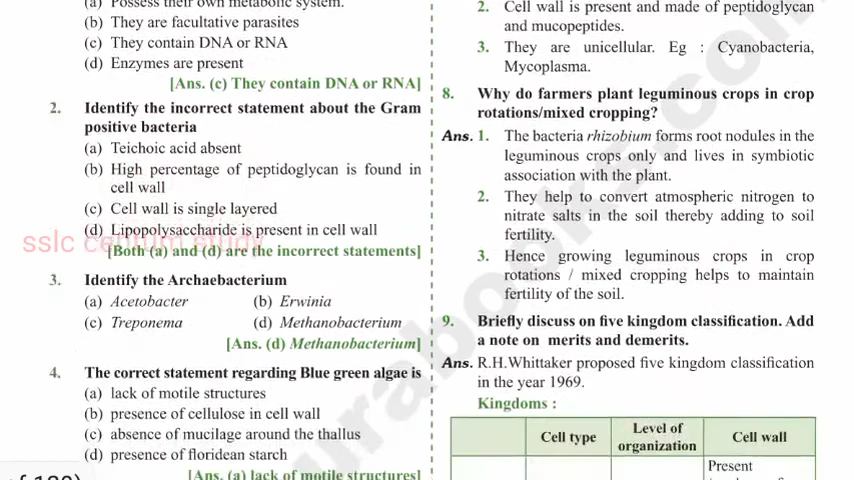 (a) Possess their own metabolic system.
(b) They are facultative parasites
(c) They contain DNA or RNA
(d) Enzymes are present
[Ans. (c) They contain DNA or RNA]
2. Identify the incorrect statement about the Gram
positive bacteria
(a) Teichoic acid absent
(b) High percentage of peptidoglycan is found in
cell wall
(c) Cell wall is single layered
(d) Lipopolysaccharide is present in cell wall
sslc centum study
[Both (a) and (d) are the incorrect statements]
3. Identify the Archaebacterium
(a) Acetobacter (b) Erwinia
(c) Treponema (d) Methanobacterium
[Ans. (d) Methanobacterium]
4. The correct statement regarding Blue green algae is
(a) lack of motile structures
(b) presence of cellulose in cell wall
(c) absence of mucilage around the thallus
(d) presence of floridean starch
[Ans. (a) lack of motile structures]
2. Cell wall is present and made of peptidoglycan
and mucopeptides.
3. They are unicellular. Eg : Cyanobacteria,
Mycoplasma.
8. Why do farmers plant leguminous crops in crop
rotations/mixed cropping?
Ans. 1. The bacteria rhizobium forms root nodules in the
leguminous crops only and lives in symbiotic
association with the plant.
2. They help to convert atmospheric nitrogen to
nitrate salts in the soil thereby adding to soil
fertility.
3. Hence growing leguminous crops in crop
rotations / mixed cropping helps to maintain
fertility of the soil.
9. Briefly discuss on five kingdom classification. Add
a note on merits and demerits.
Ans. R.H.Whittaker proposed five kingdom classification
in the year 1969.
Kingdoms :
Cell type Level of organization Cell wall
Present